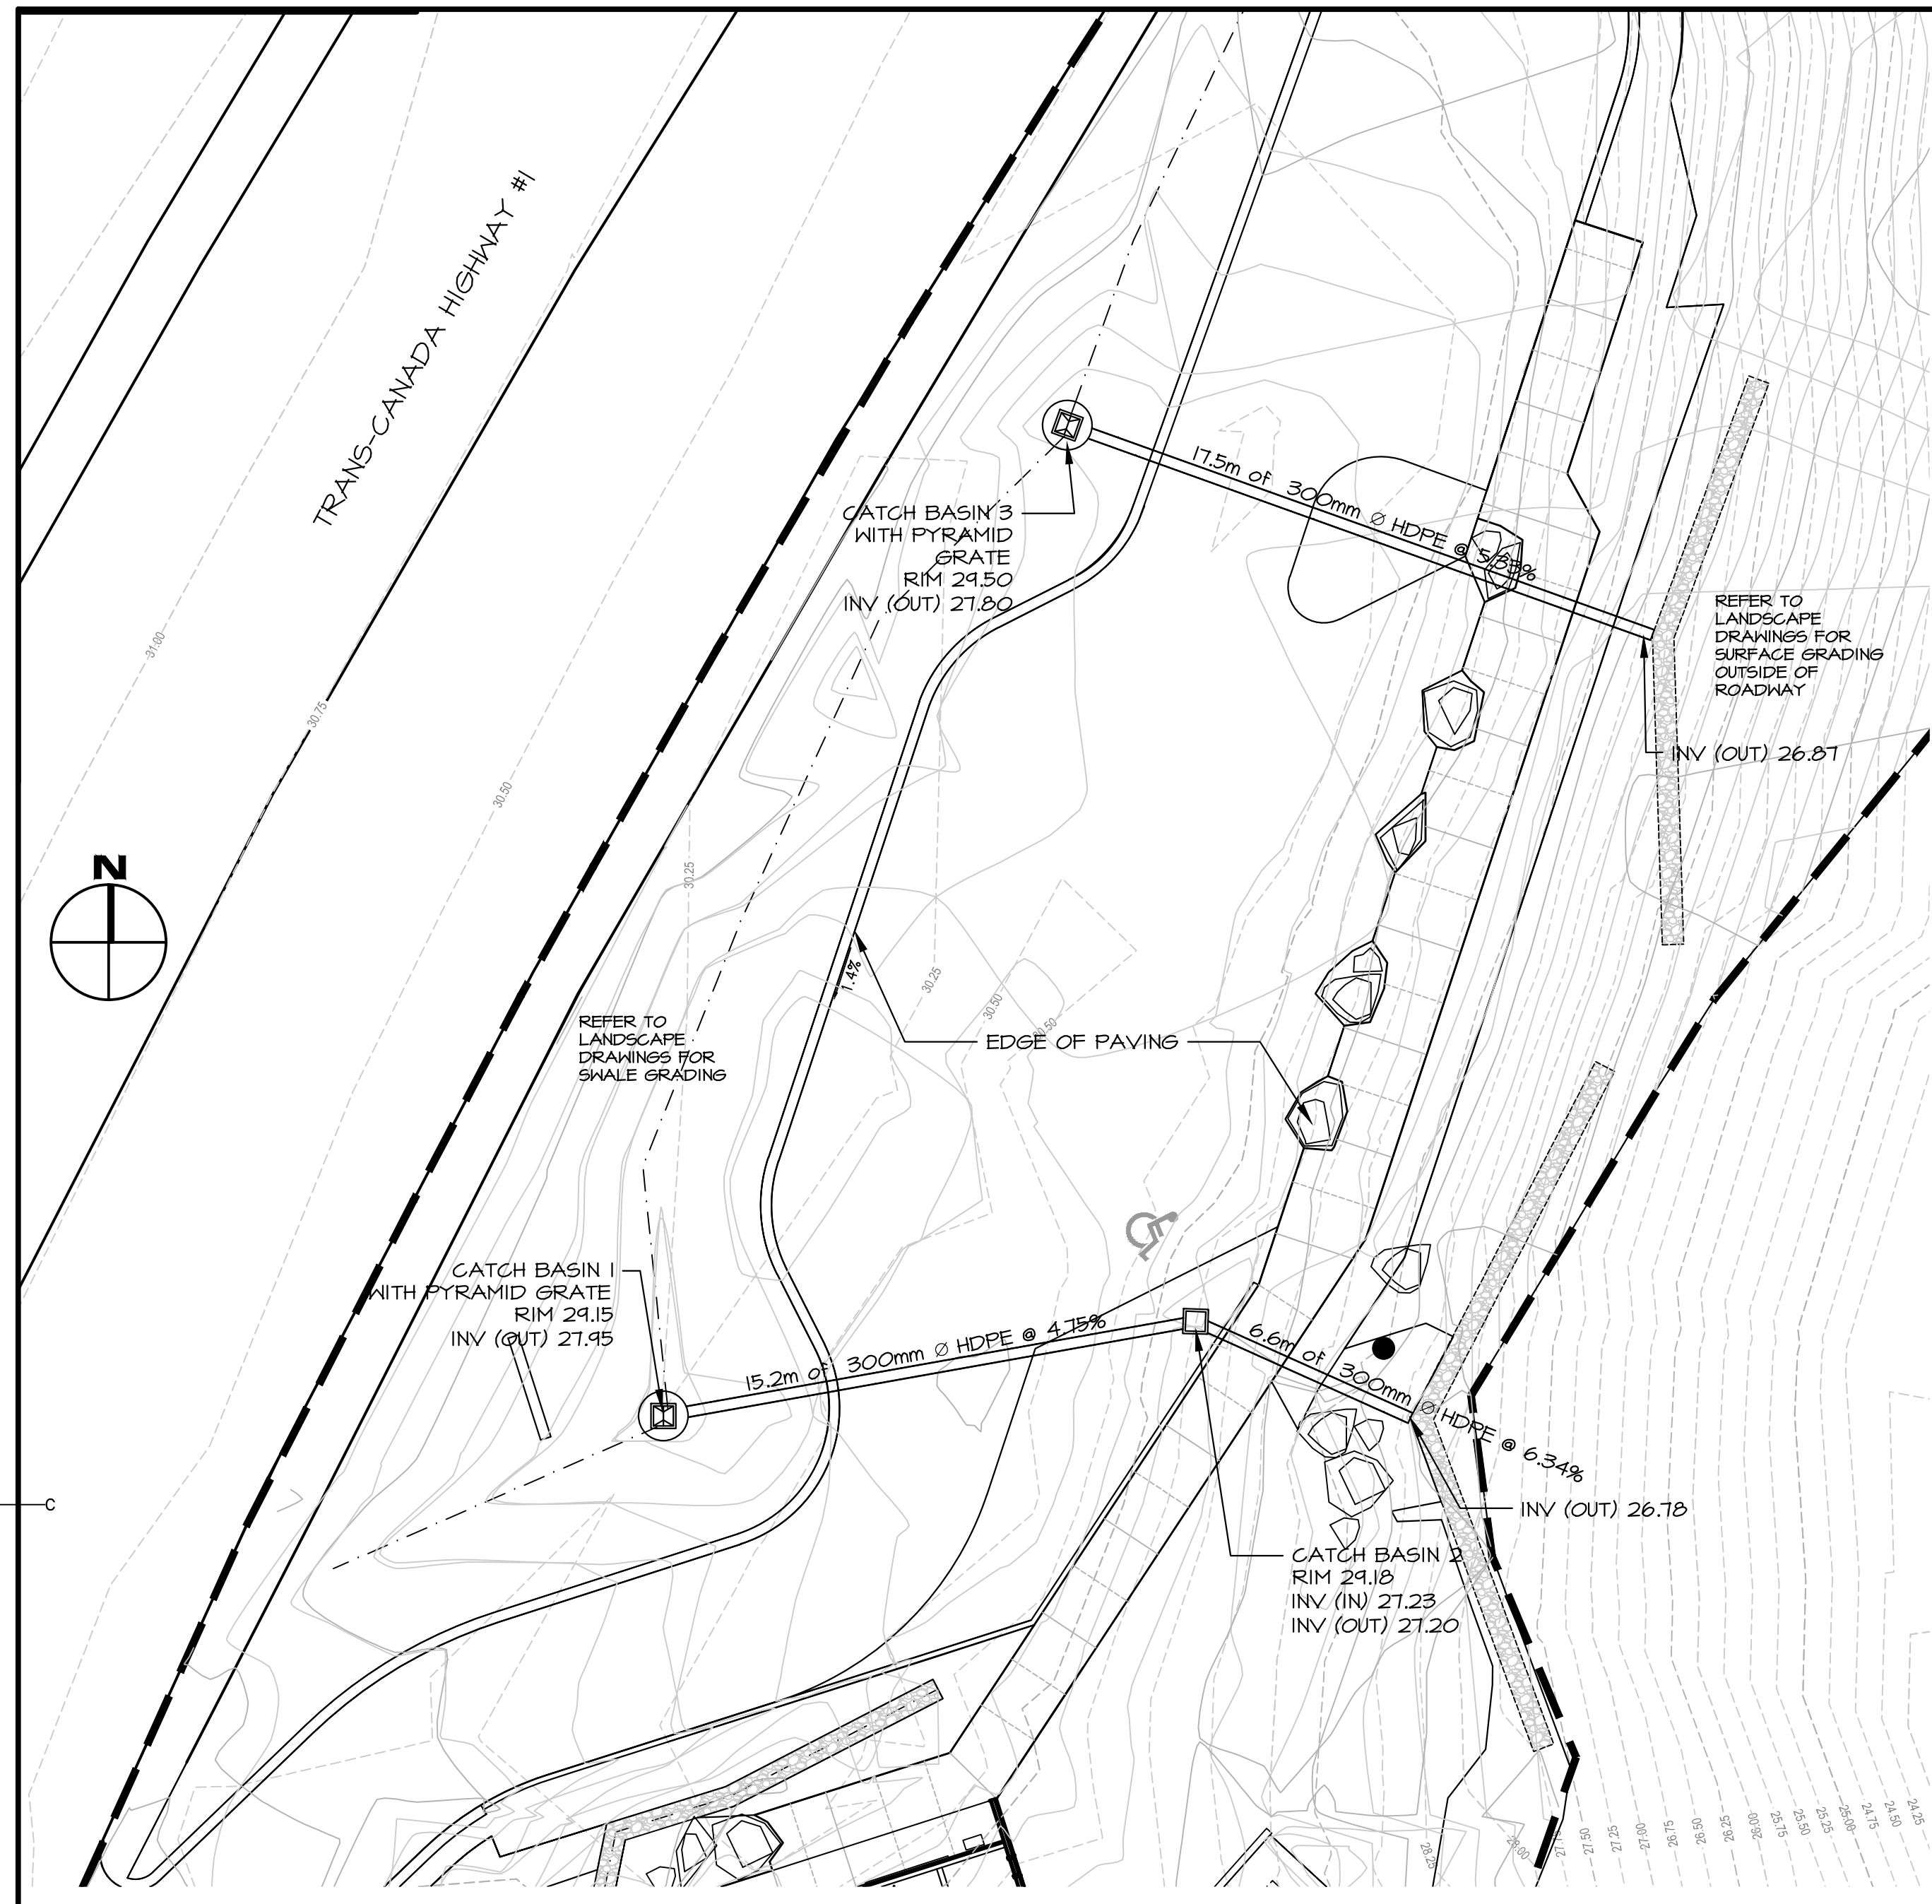 TRANS-CANADA HIGHWAY #1
31.00
30.75
30.50
30.25
N
CATCH BASIN 3
WITH PYRAMID
GRATE
RIM 29.50
INV (OUT) 27.80
17.5m of 300mm Ø HDPE @ 5.33%
REFER TO
LANDSCAPE
DRAWINGS FOR
SURFACE GRADING
OUTSIDE OF
ROADWAY
INV (OUT) 26.87
1.4%
30.25
30.50
30.50
EDGE OF PAVING
REFER TO
LANDSCAPE
DRAWINGS FOR
SWALE GRADING
CATCH BASIN 1
WITH PYRAMID GRATE
RIM 29.15
INV (OUT) 27.95
15.2m of 300mm Ø HDPE @ 4.75%
6.6m of 300mm Ø HDPE @ 6.34%
C
INV (OUT) 26.78
CATCH BASIN 2
RIM 29.18
INV (IN) 27.23
INV (OUT) 27.20
28.25
28.00
27.50
27.25
27.00
26.75
26.50
26.25
26.00
25.75
25.50
25.25
25.00
24.75
24.50
24.25